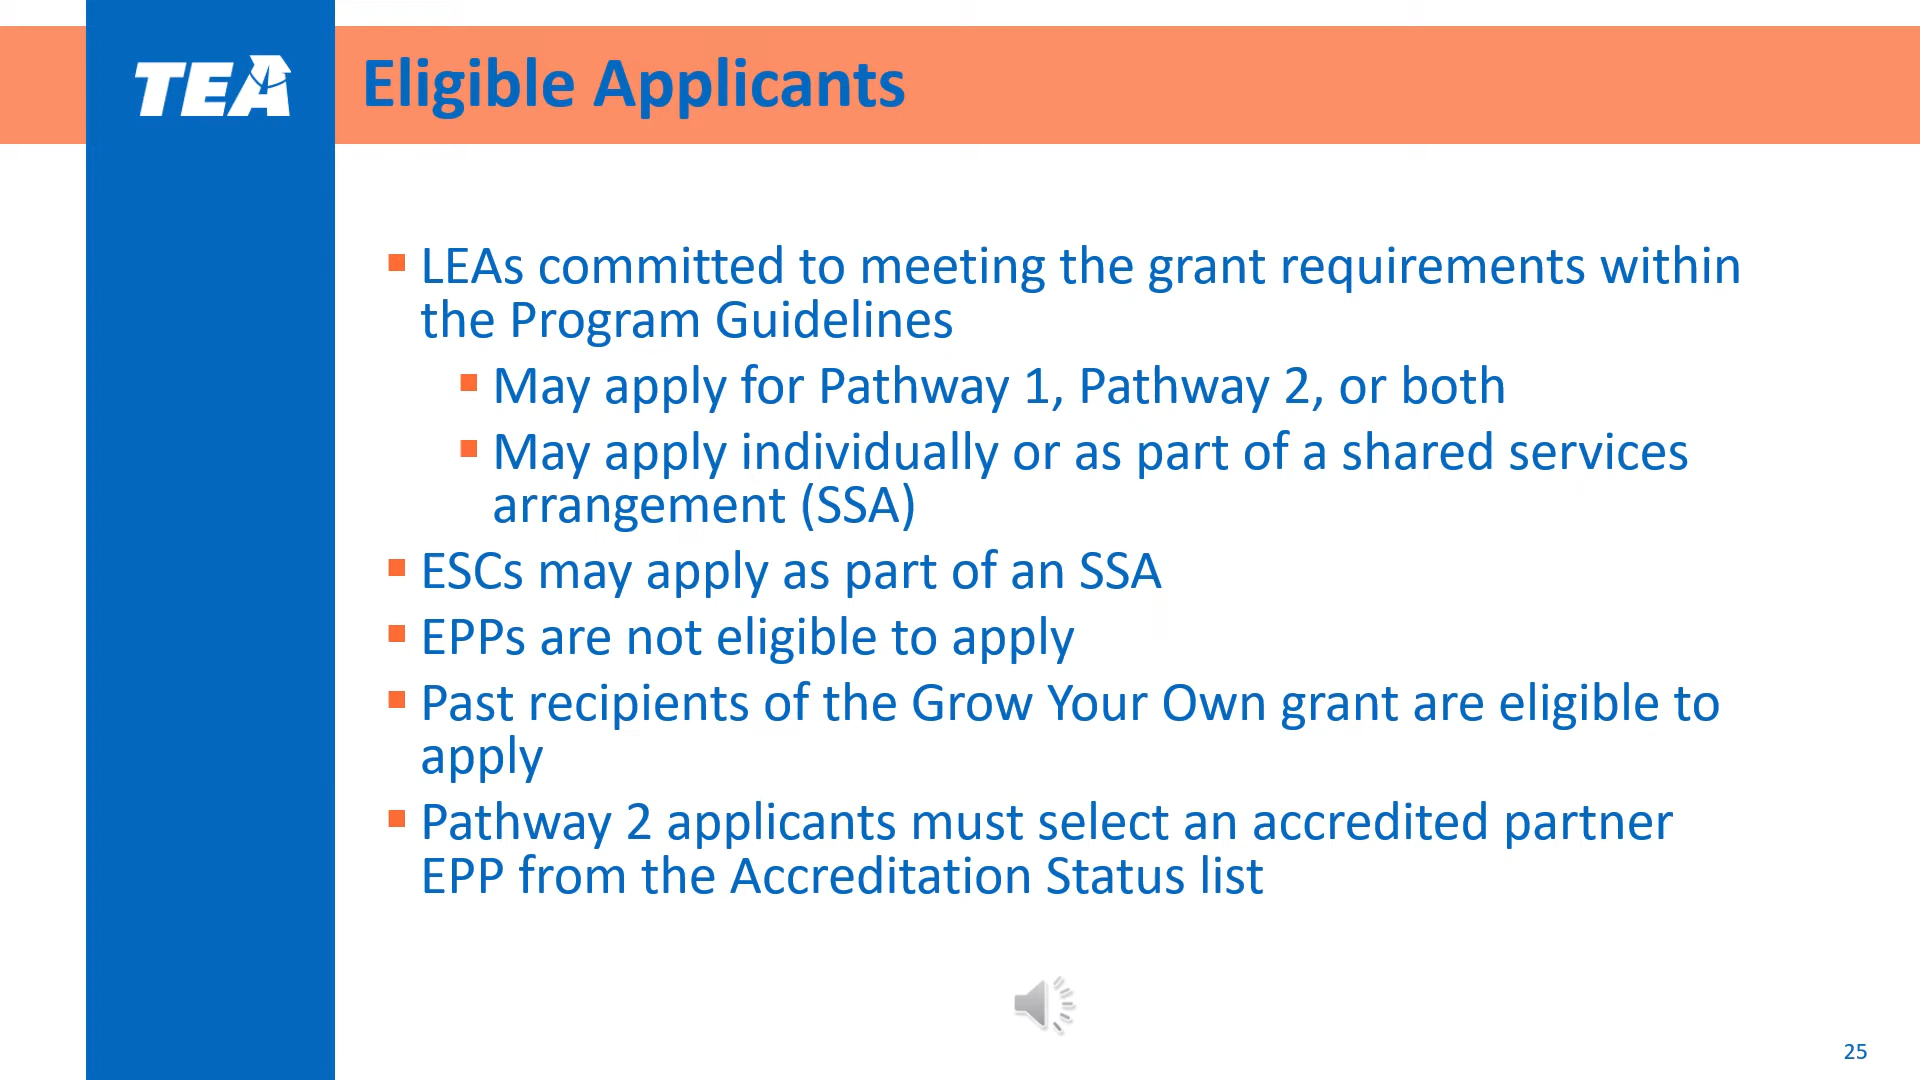 TEA
Eligible Applicants
LEAs committed to meeting the grant requirements within
the Program Guidelines
May apply for Pathway 1, Pathway 2, or both
May apply individually or as part of a shared services
arrangement (SSA)
ESCs may apply as part of an SSA
EPPs are not eligible to apply
Past recipients of the Grow Your Own grant are eligible to
apply
Pathway 2 applicants must select an accredited partner
EPP from the Accreditation Status list
25